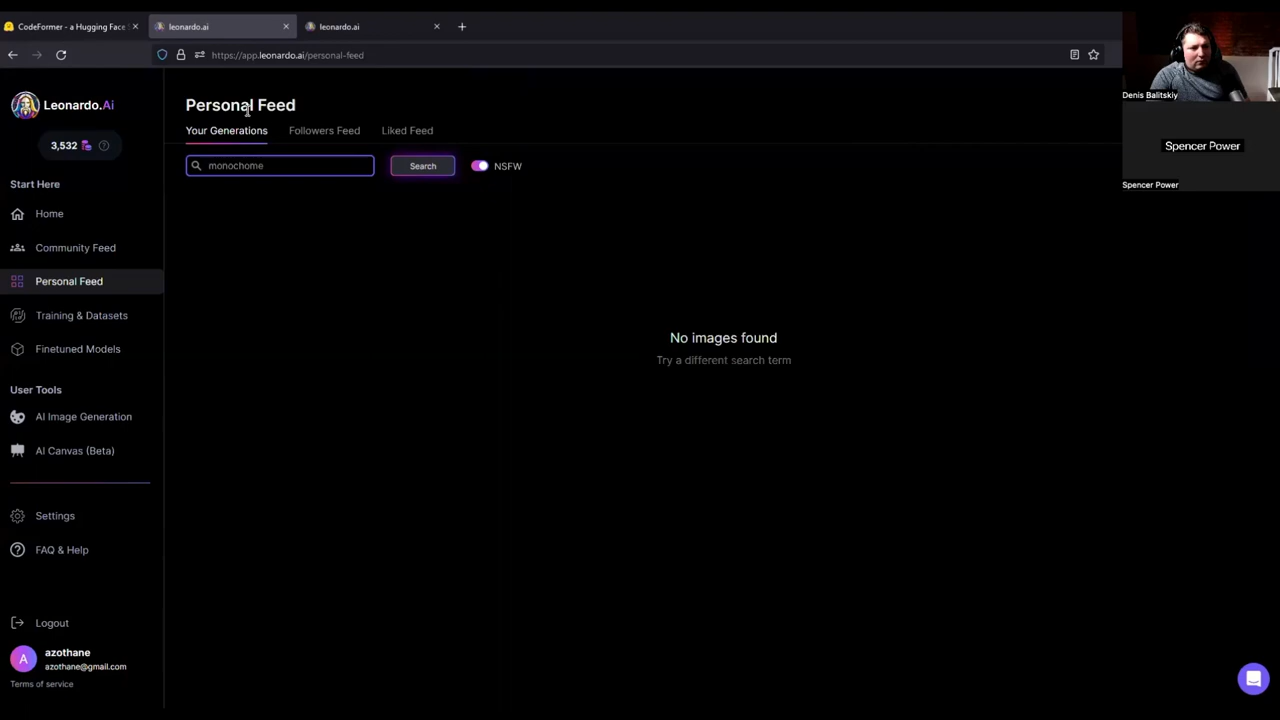 CodeFormer - a Hugging Face
leonardo.ai
leonardo.ai
https://app.leonardo.ai/personal-feed
Denis Balitskiy
Spencer Power
Spencer Power
Leonardo.Ai
3,532
Start Here
Home
Community Feed
Personal Feed
Training & Datasets
Finetuned Models
User Tools
AI Image Generation
AI Canvas (Beta)
Settings
FAQ & Help
Logout
A
azothane
azothane@gmail.com
Terms of service
Personal Feed
Your Generations
Followers Feed
Liked Feed
monochome
Search
NSFW
No images found
Try a different search term